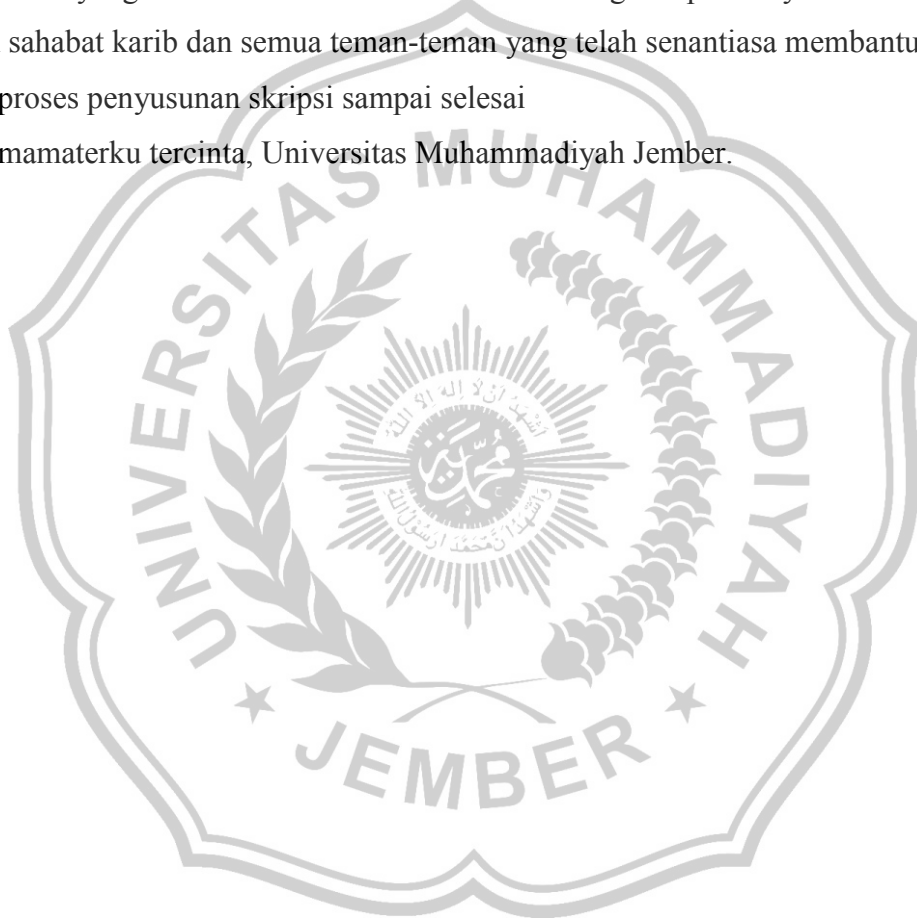 sahabat karib dan semua teman-teman yang telah senantiasa membantu
proses penyusunan skripsi sampai selesai
mamaterku tercinta, Universitas Muhammadiyah Jember.
UNIVERSITAS MUHAMMADIYAH
JEMBER